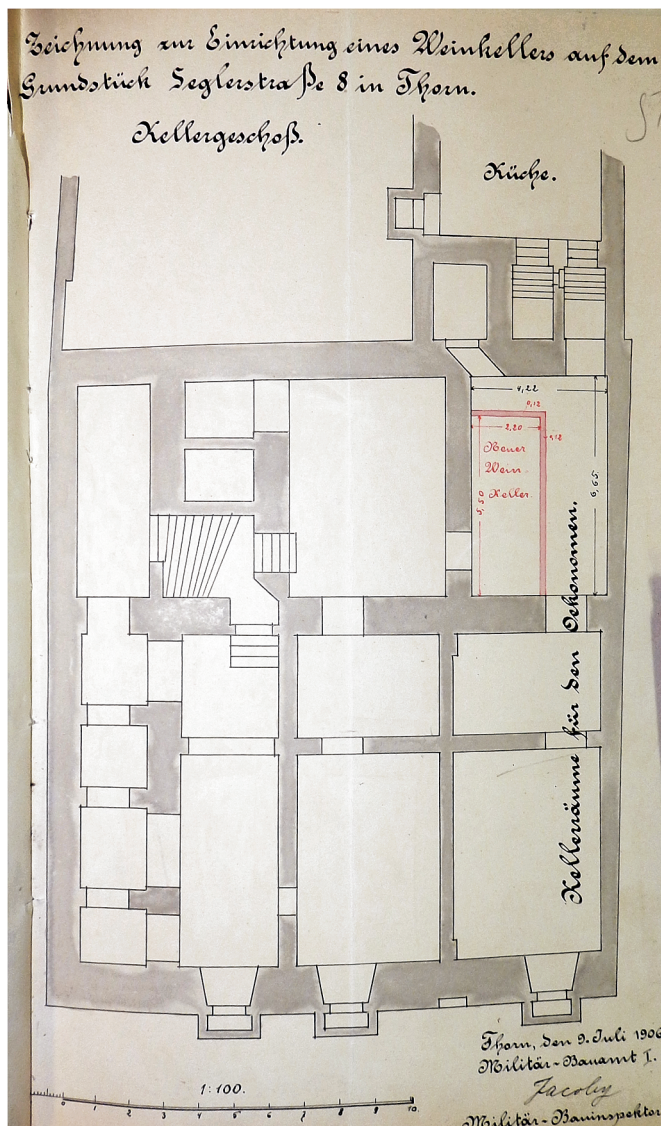 Zeichnung zur Einrichtung eines Weinkellers auf dem
Grundstück Seglerstraße 8 in Thorn.
Kellergeschoß.
Küche.
4,22
0,12
2,20
0,12
Neuer
Wein-
Keller.
5,50
6,65
Kellerräume für den Oekonomen.
Thorn, den 9. Juli 1906
Militär-Bauamt I.
Jacoby
Militär-Bauinspektor
1:100.
0 1 2 3 4 5 6 7 8 9 10